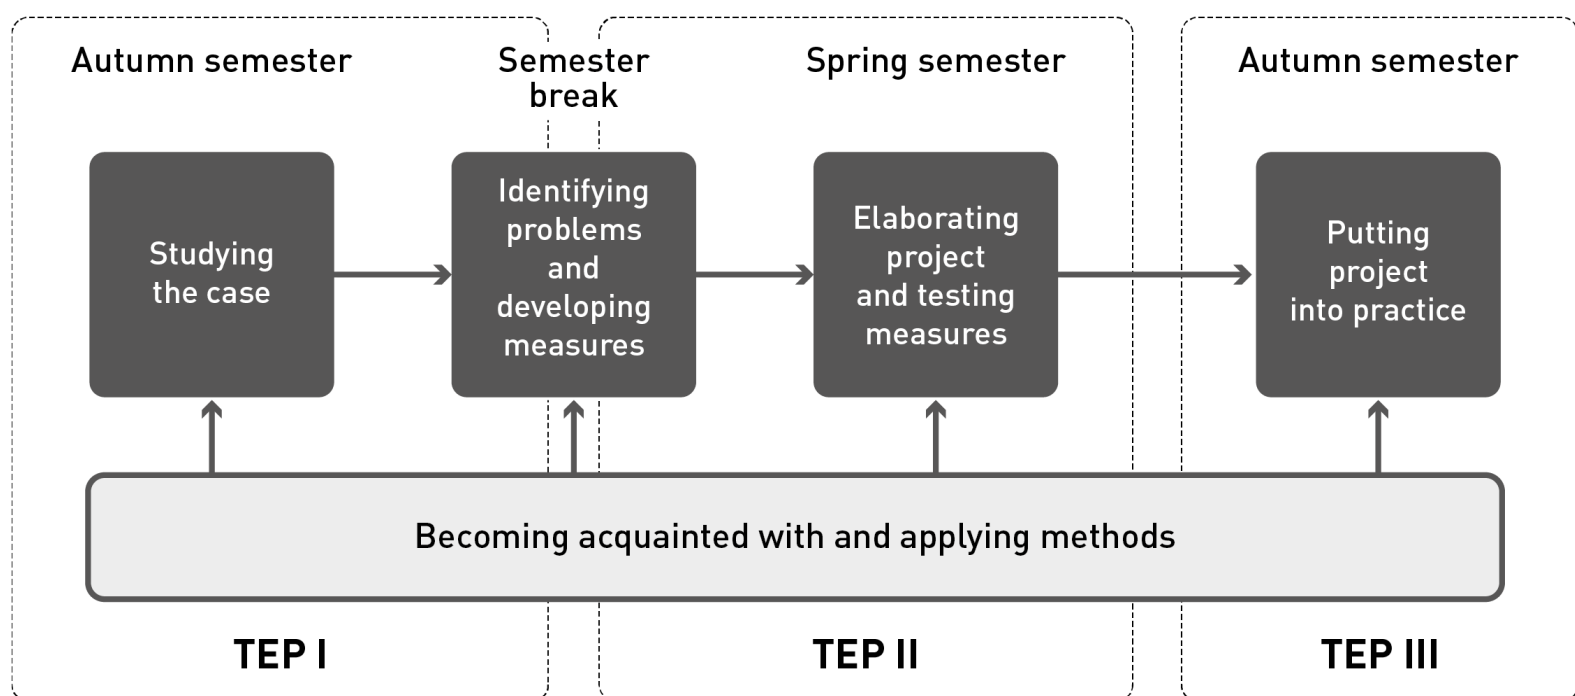 Autumn semester
Semester
break
Spring semester
Autumn semester
Studying
the case
Identifying
problems
and
developing
measures
Elaborating
project
and testing
measures
Putting
project
into practice
Becoming acquainted with and applying methods
TEP I
TEP II
TEP III